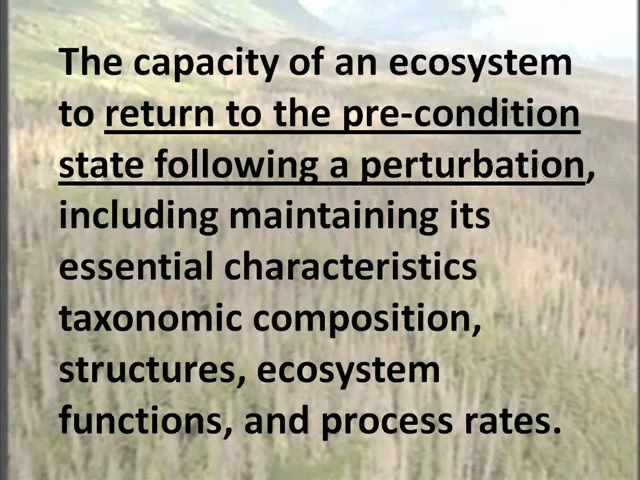 The capacity of an ecosystem
to return to the pre-condition
state following a perturbation,
including maintaining its
essential characteristics
taxonomic composition,
structures, ecosystem
functions, and process rates.